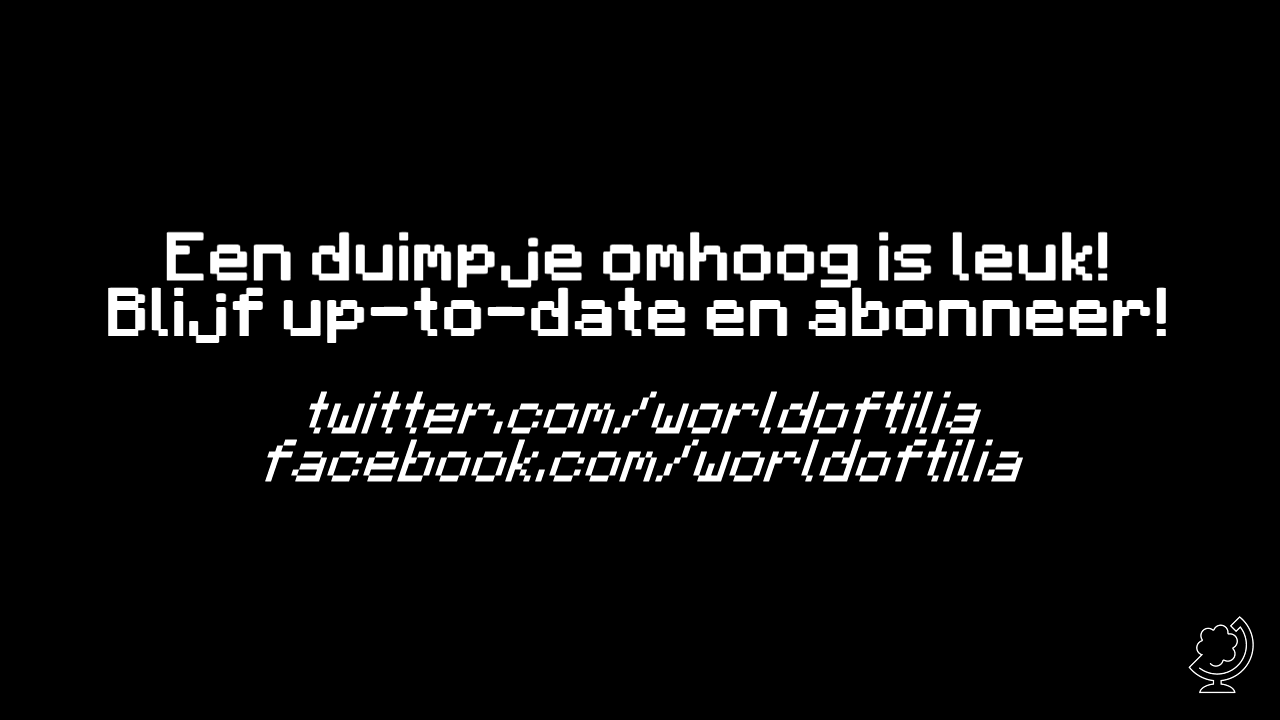 Een duimpje omhoog is leuk!
Blijf up-to-date en abonneer!
twitter.com/worldoftilia
facebook.com/worldoftilia